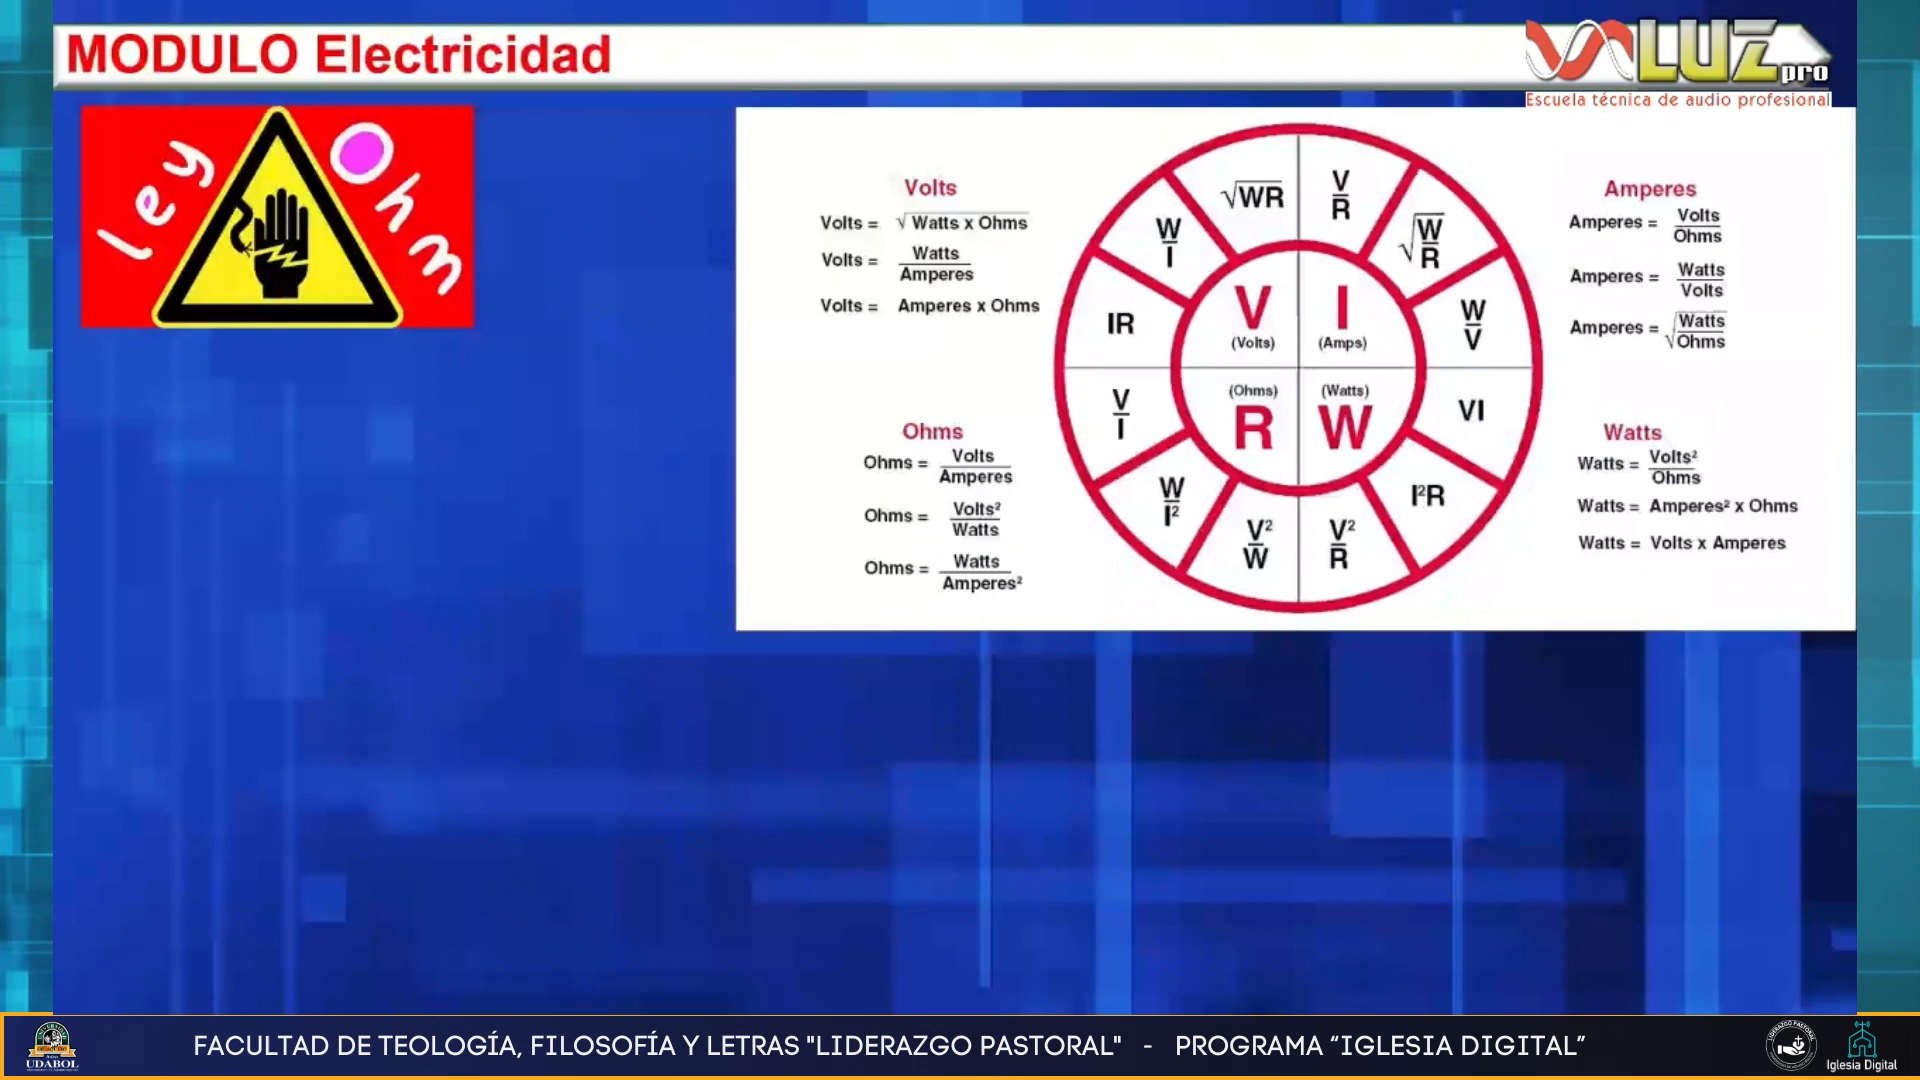 MODULO Electricidad
VALUZ pro
Escuela técnica de audio profesional
ley Ohm
Volts
Volts = √ Watts x Ohms
Volts = Watts
Amperes
Volts = Amperes x Ohms
Ohms
Ohms = Volts
Amperes
Ohms = Volts²
Watts
Ohms = Watts
Amperes²
√WR
V
R
W
I
√W
R
IR
W
V
V
(Volts)
I
(Amps)
(Ohms)
R
(Watts)
W
V
I
VI
W
I²
I²R
V²
W
V²
R
Amperes
Amperes = Volts
Ohms
Amperes = Watts
Volts
Amperes = √Watts
Ohms
Watts
Watts = Volts²
Ohms
Watts = Amperes² x Ohms
Watts = Volts x Amperes
UDABOL
FACULTAD DE TEOLOGÍA, FILOSOFÍA Y LETRAS "LIDERAZGO PASTORAL" - PROGRAMA “IGLESIA DIGITAL”
LIDERAZGO PASTORAL
Iglesia Digital